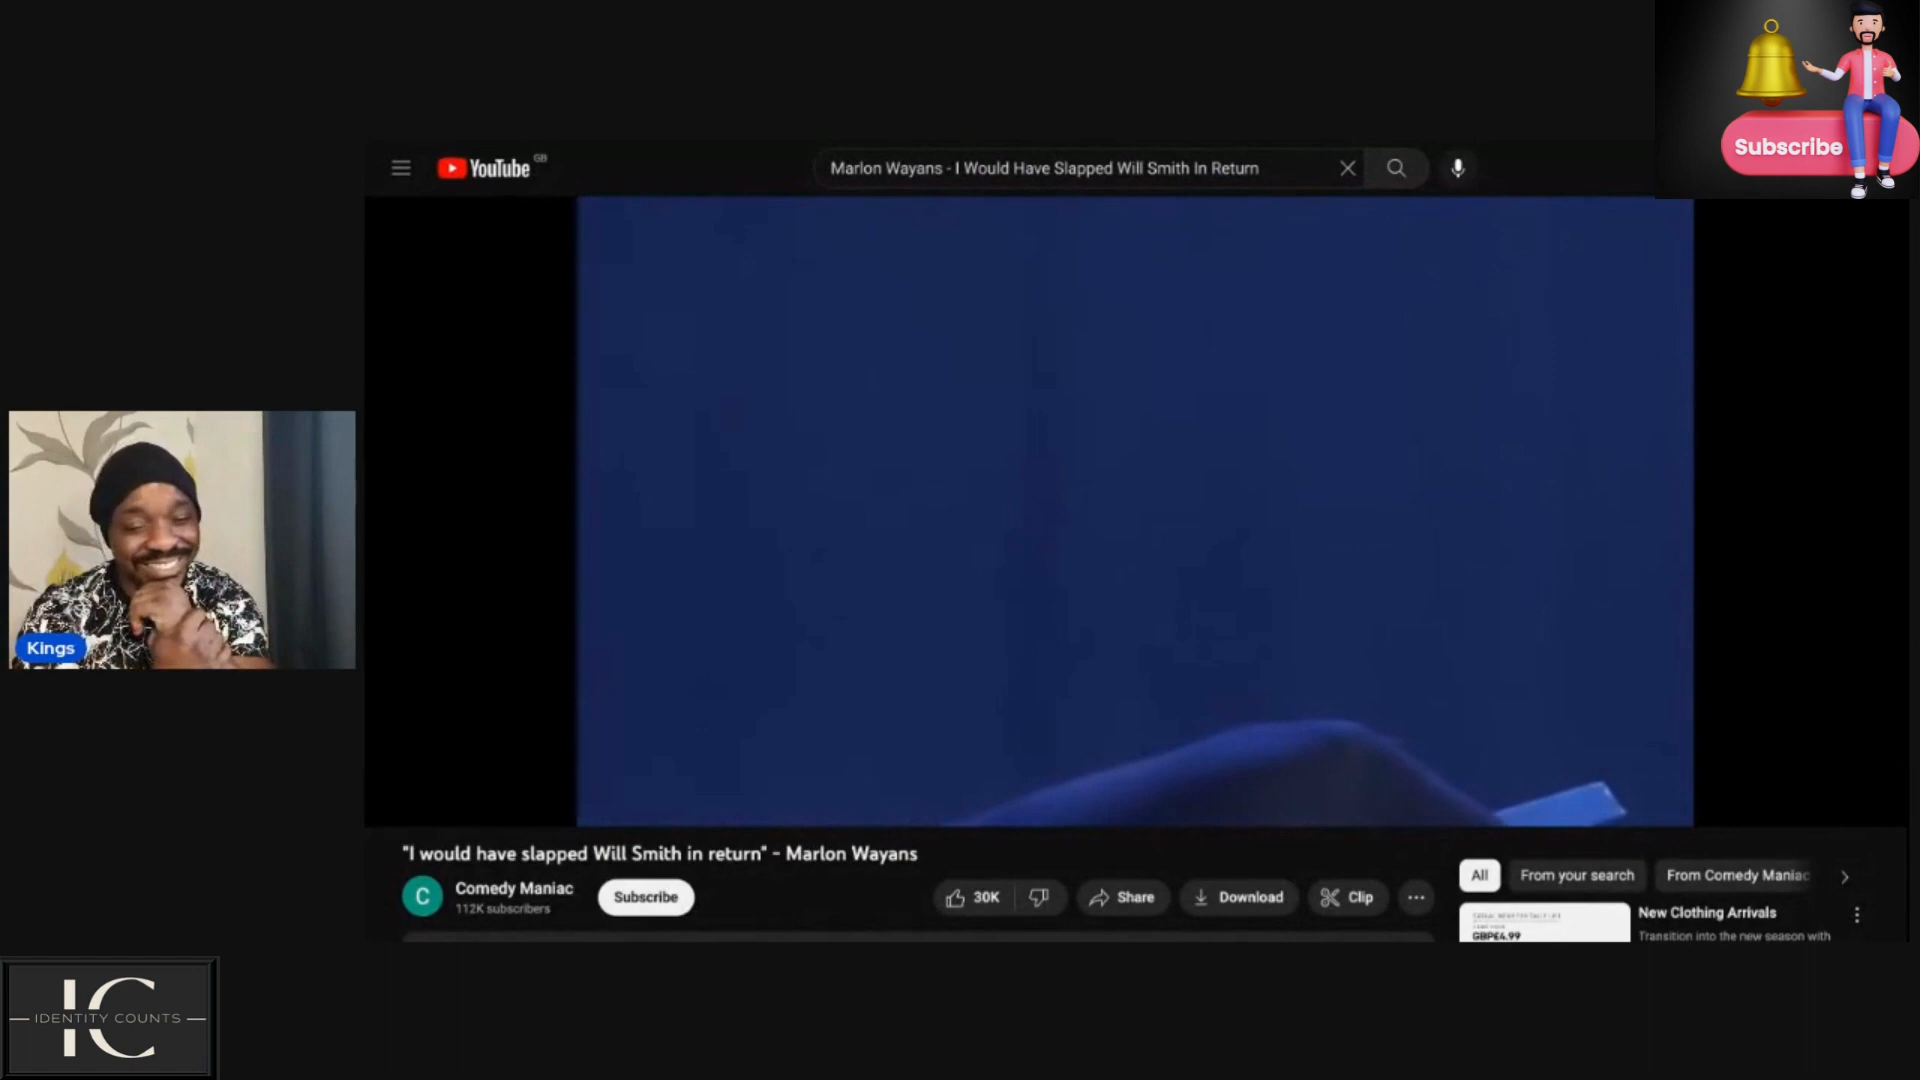 Subscribe
YouTube GB
Marlon Wayans - I Would Have Slapped Will Smith In Return
Kings
"I would have slapped Will Smith in return" - Marlon Wayans
C
Comedy Maniac
112K subscribers
Subscribe
30K
Share
Download
Clip
All
From your search
From Comedy Maniac
New Clothing Arrivals
GBP£4.99
Transition into the new season with
IC
IDENTITY COUNTS